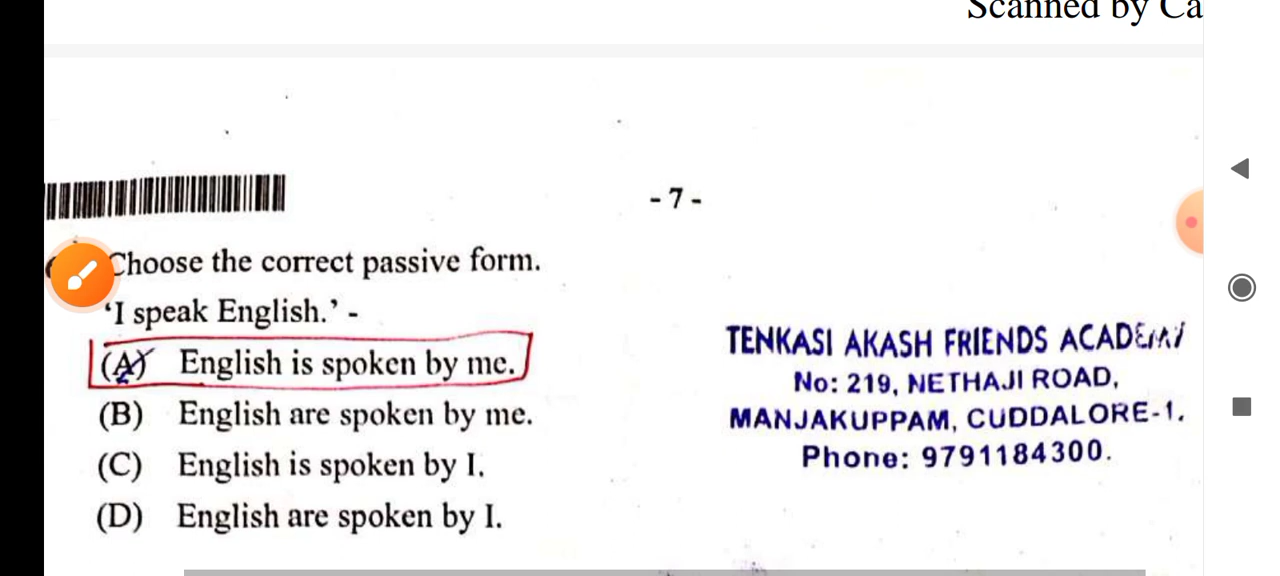 Scanned by Ca
- 7 -
Choose the correct passive form.
‘I speak English.’ -
(A) English is spoken by me.
(B) English are spoken by me.
(C) English is spoken by I.
(D) English are spoken by I.
TENKASI AKASH FRIENDS ACADEMY
No: 219, NETHAJI ROAD,
MANJAKUPPAM, CUDDALORE-1.
Phone: 9791184300.